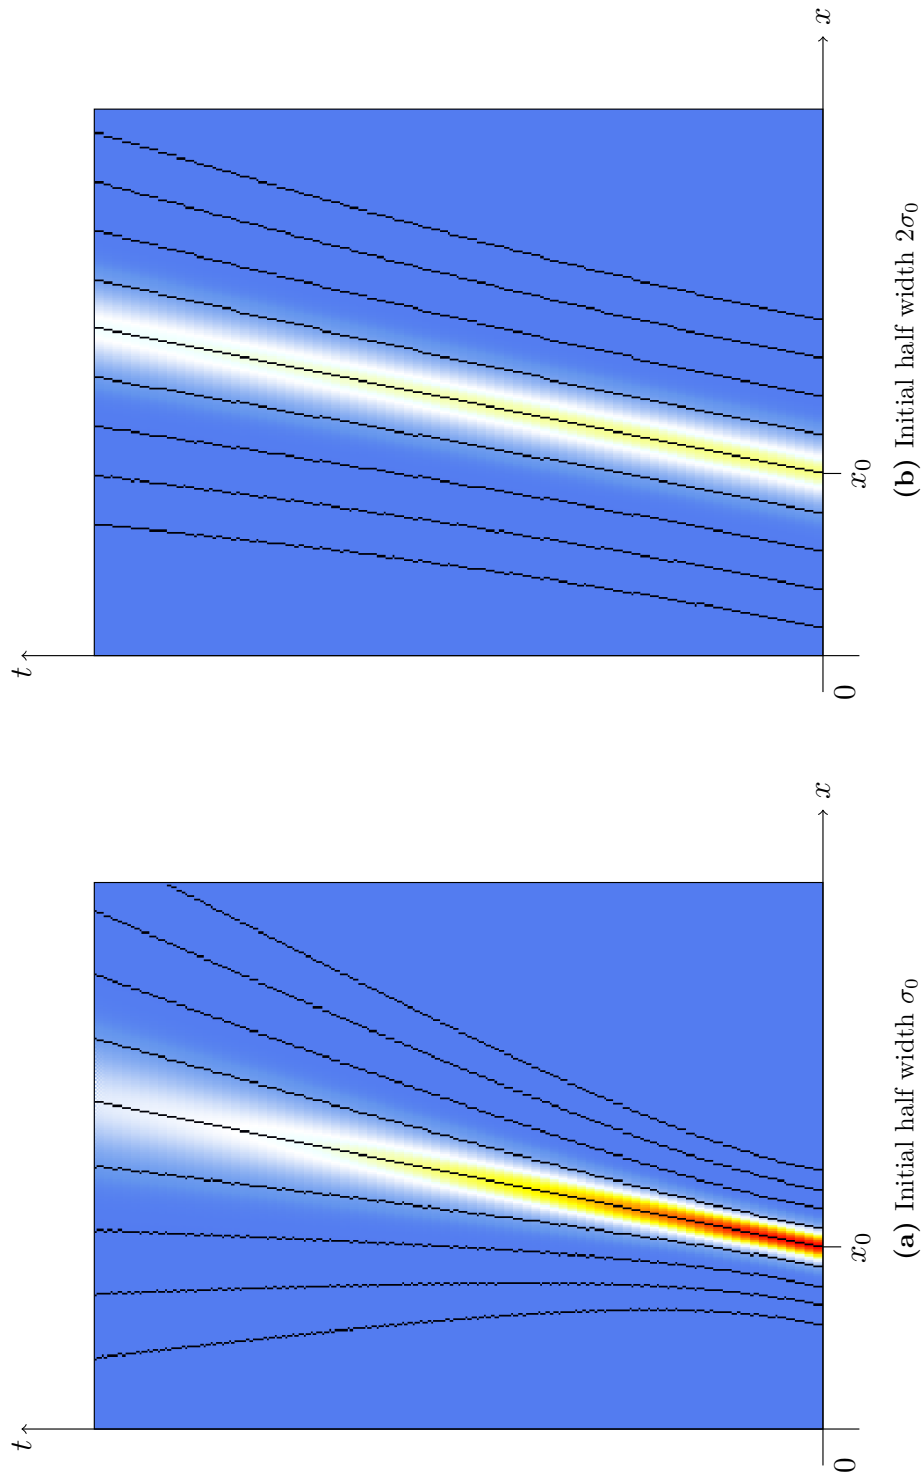 t
x
0
x₀
(a) Initial half width σ₀
t
x
0
x₀
(b) Initial half width 2σ₀